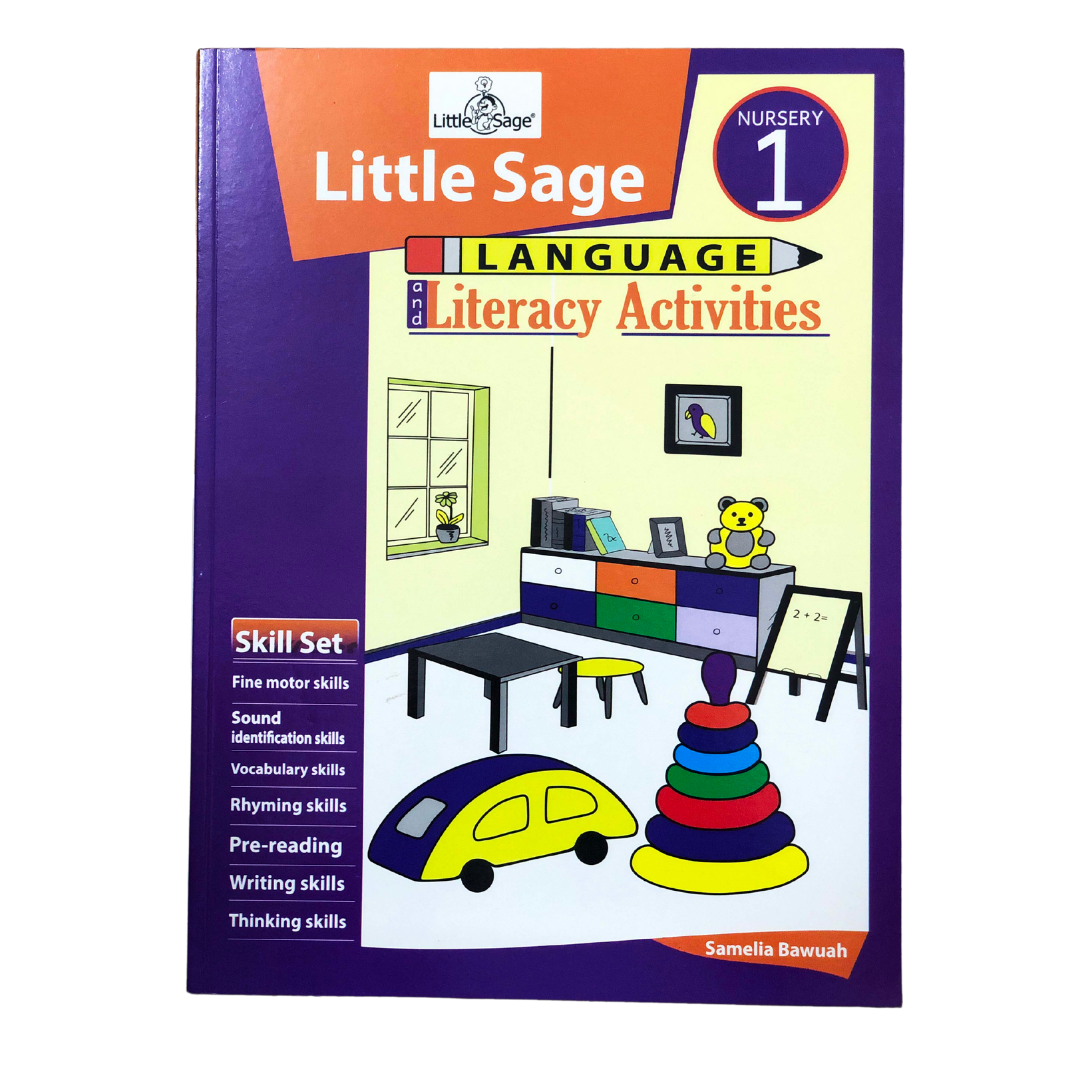 Little Sage®
Little Sage
NURSERY
1
LANGUAGE
and Literacy Activities
2 + 2=
Skill Set
Fine motor skills
Sound
identification skills
Vocabulary skills
Rhyming skills
Pre-reading
Writing skills
Thinking skills
Samelia Bawuah